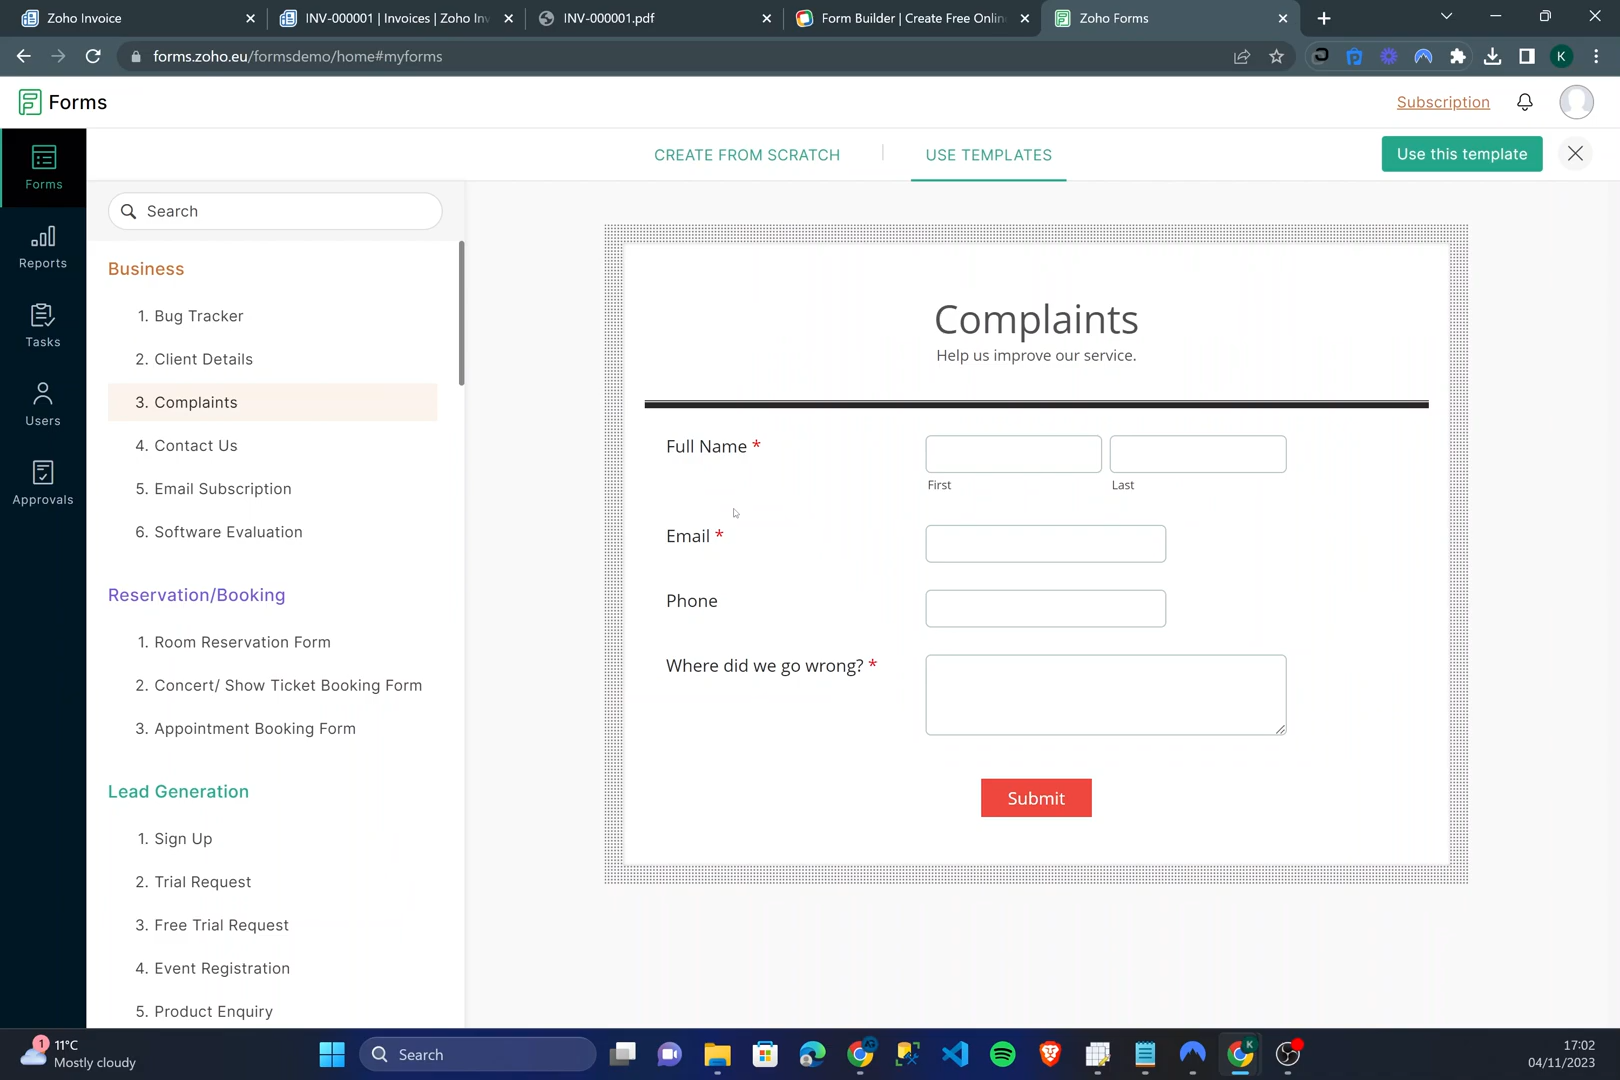 Zoho Invoice
INV-000001 | Invoices | Zoho Inv
INV-000001.pdf
Form Builder | Create Free Onlin
Zoho Forms
forms.zoho.eu/formsdemo/home#myforms
K
Forms
Subscription
CREATE FROM SCRATCH
USE TEMPLATES
Use this template
Forms
Reports
Tasks
Users
Approvals
Search
Business
1. Bug Tracker
2. Client Details
3. Complaints
4. Contact Us
5. Email Subscription
6. Software Evaluation
Reservation/Booking
1. Room Reservation Form
2. Concert/ Show Ticket Booking Form
3. Appointment Booking Form
Lead Generation
1. Sign Up
2. Trial Request
3. Free Trial Request
4. Event Registration
5. Product Enquiry
Complaints
Help us improve our service.
Full Name *
First
Last
Email *
Phone
Where did we go wrong? *
Submit
1
11°C
Mostly cloudy
Search
K
17:02
04/11/2023